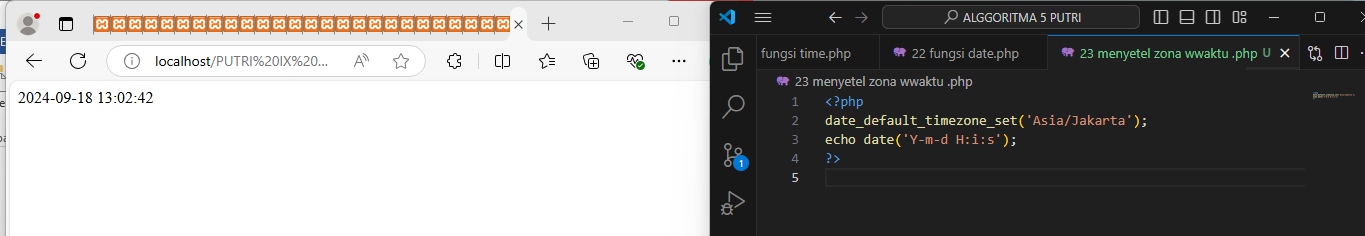 localhost/PUTRI%20IX%20...
2024-09-18 13:02:42
ALGGORITMA 5 PUTRI
fungsi time.php
22 fungsi date.php
23 menyetel zona wwaktu .php U
23 menyetel zona wwaktu .php
1 <?php
2 date_default_timezone_set('Asia/Jakarta');
3 echo date('Y-m-d H:i:s');
4 ?>
5
1